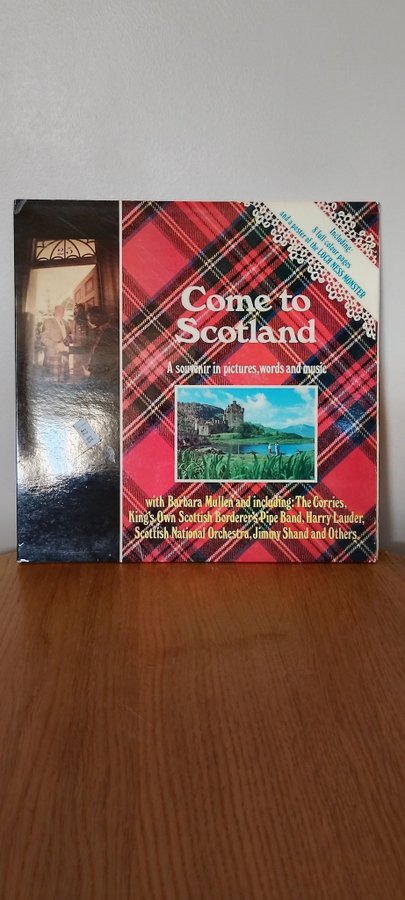 Including:
8 full colour pages
and a poster of the LOCH NESS MONSTER
Come to
Scotland
A souvenir in pictures, words and music
with Barbara Mullen and including: The Corries,
King's Own Scottish Borderer's Pipe Band, Harry Lauder,
Scottish National Orchestra, Jimmy Shand and Others.